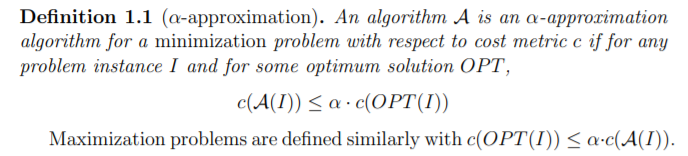 Definition 1.1 (α-approximation). An algorithm 𝒜 is an α-approximation
algorithm for a minimization problem with respect to cost metric c if for any
problem instance I and for some optimum solution OPT,
c(𝒜(I)) ≤ α · c(OPT(I))
Maximization problems are defined similarly with c(OPT(I)) ≤ α·c(𝒜(I)).